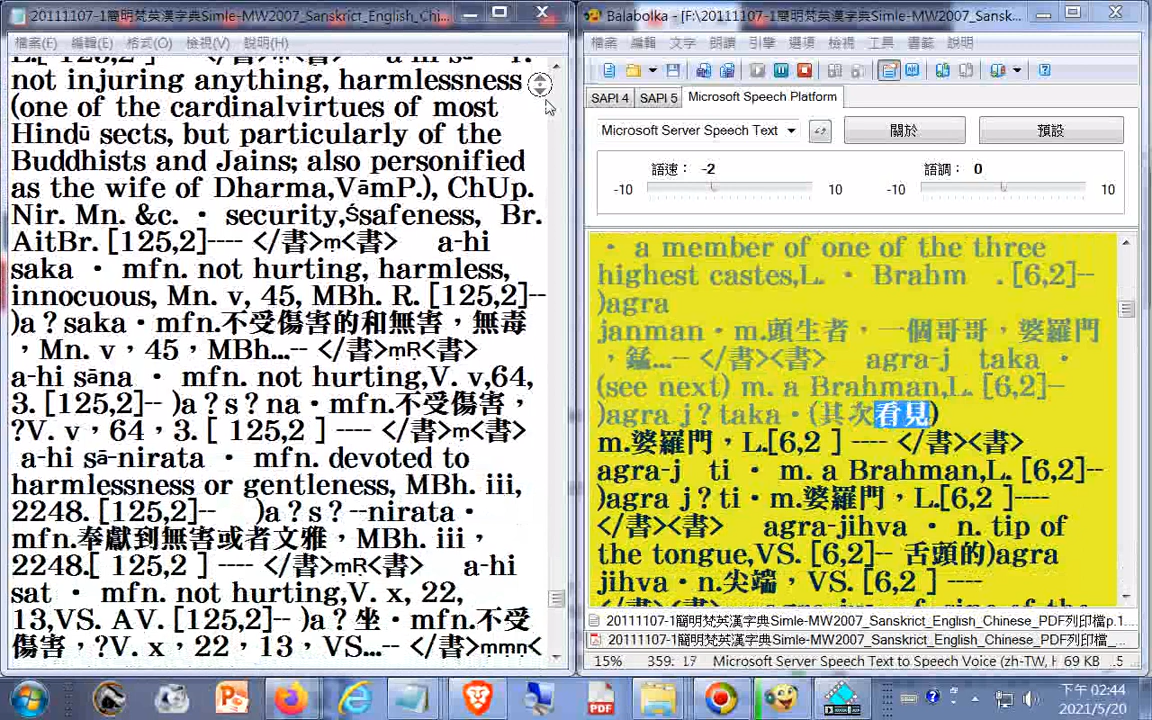 20111107-1簡明梵英漢字典Simle-MW2007_Sanskrict_English_Chi...
檔案(F) 編輯(E) 格式(O) 檢視(V) 說明(H)
not injuring anything, harmlessness
(one of the cardinalvirtues of most
Hindū sects, but particularly of the
Buddhists and Jains; also personified
as the wife of Dharma,VāmP.), ChUp.
Nir. Mn. &c. • security,Śsafeness, Br.
AitBr. [125,2]---- </書>ṃ<書> a-hi
saka • mfn. not hurting, harmless,
innocuous, Mn. v, 45, MBh. R. [125,2]--
)a？saka・mfn.不受傷害的和無害，無毒
，Mn. v，45，MBh...-- </書>ṃR<書>
a-hi sāna • mfn. not hurting,V. v,64,
3. [125,2]-- )a？s？na・mfn.不受傷害，
?V. v，64，3. [ 125,2 ] ---- </書>ṃ<書>
a-hi sā-nirata • mfn. devoted to
harmlessness or gentleness, MBh. iii,
2248. [125,2]-- )a？s？--nirata・
mfn.奉獻到無害或者文雅，MBh. iii，
2248.[ 125,2 ] ---- </書>ṃR<書> a-hi
sat • mfn. not hurting,V. x, 22,
13,VS. AV. [125,2]-- )a？坐・mfn.不受
傷害，?V. x，22，13，VS...-- </書>ṃṃn<
Balabolka - [F:\20111107-1簡明梵英漢字典Simle-MW2007_Sansk...
檔案 編輯 文字 朗讀 引擎 選項 檢視 工具 書籤 說明
SAPI 4 SAPI 5 Microsoft Speech Platform
Microsoft Server Speech Text 關於 預設
語速： -2 語調： 0
-10 10 -10 10
• a member of one of the three
highest castes,L. • Brahm . [6,2]--
)agra
janman・m.頭生者，一個哥哥，婆羅門
，錳...-- </書><書> agra-j taka •
(see next) m. a Brahman,L. [6,2]--
)agra j？taka・(其次看見)
m.婆羅門，L.[6,2 ] ---- </書><書>
agra-j ti • m. a Brahman,L. [6,2]--
)agra j？ti・m.婆羅門，L.[6,2 ]----
</書><書> agra-jihva • n. tip of
the tongue,VS. [6,2]-- 舌頭的)agra
jihva・n.尖端，VS. [6,2 ] ----
20111107-1簡明梵英漢字典Simle-MW2007_Sanskrict_English_Chinese_PDF列印檔p.1...
20111107-1簡明梵英漢字典Simle-MW2007_Sanskrict_English_Chinese_PDF列印檔_...
15% 359: 17 Microsoft Server Speech Text to Speech Voice (zh-TW, H 69 KB .5
下午 02:44
2021/5/20